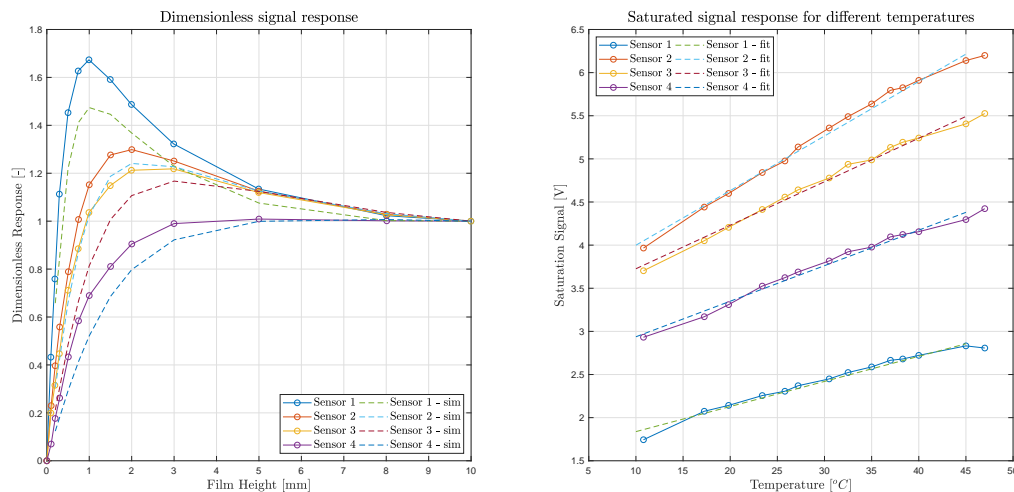 Dimensionless signal response
Dimensionless Response [-]
1.8
1.6
1.4
1.2
1
0.8
0.6
0.4
0.2
0
0 1 2 3 4 5 6 7 8 9 10
Film Height [mm]
Sensor 1 Sensor 1 - sim
Sensor 2 Sensor 2 - sim
Sensor 3 Sensor 3 - sim
Sensor 4 Sensor 4 - sim
Saturated signal response for different temperatures
Saturation Signal [V]
6.5
6
5.5
5
4.5
4
3.5
3
2.5
2
1.5
5 10 15 20 25 30 35 40 45 50
Temperature [°C]
Sensor 1 Sensor 1 - fit
Sensor 2 Sensor 2 - fit
Sensor 3 Sensor 3 - fit
Sensor 4 Sensor 4 - fit